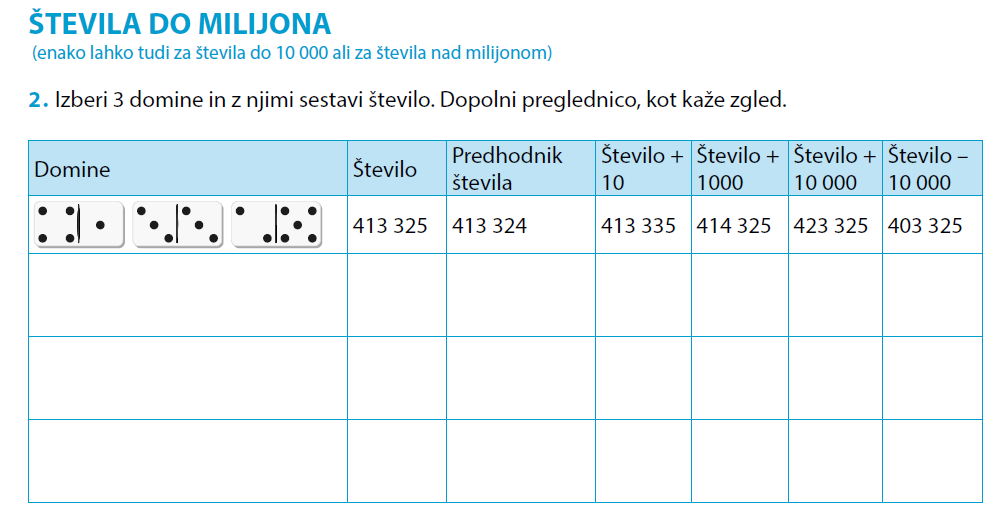 ŠTEVILA DO MILIJONA
(enako lahko tudi za števila do 10 000 ali za števila nad milijonom)
2. Izberi 3 domine in z njimi sestavi število. Dopolni preglednico, kot kaže zgled.
Domine
Število
Predhodnik
števila
Število +
10
Število +
1000
Število +
10 000
Število –
10 000
413 325
413 324
413 335
414 325
423 325
403 325